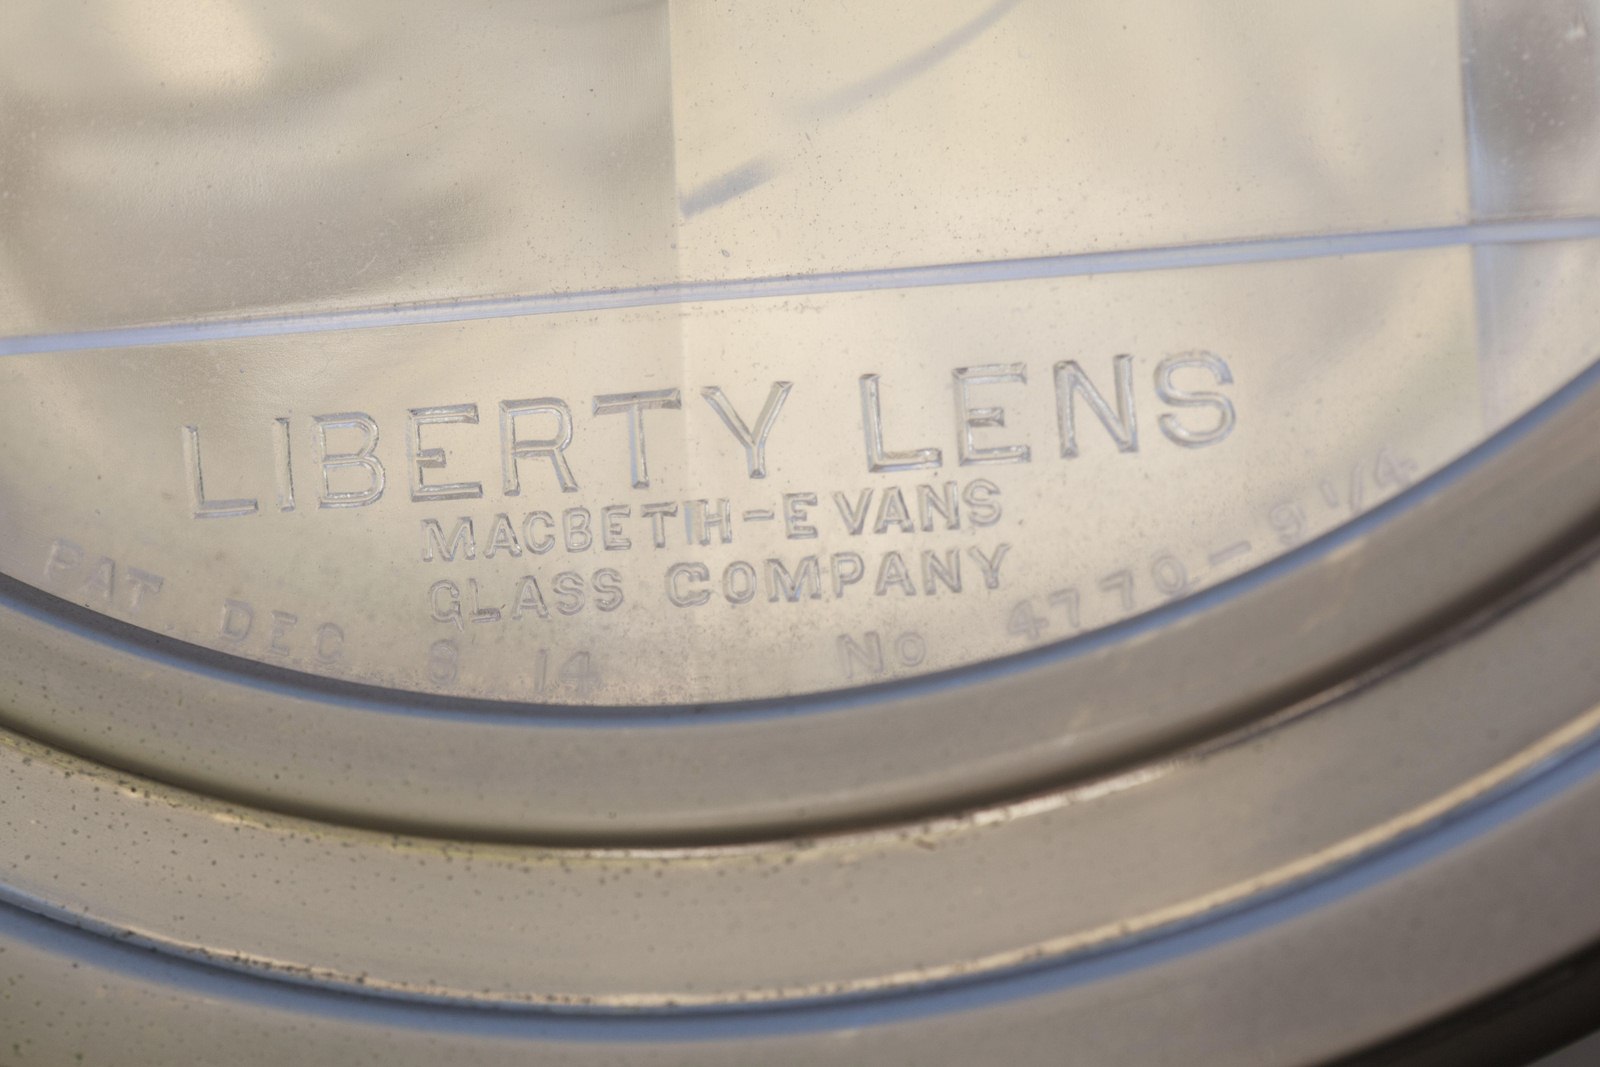 LIBERTY LENS
MACBETH-EVANS
GLASS COMPANY
PAT. DEC 8 14 No 4770-9 1/4